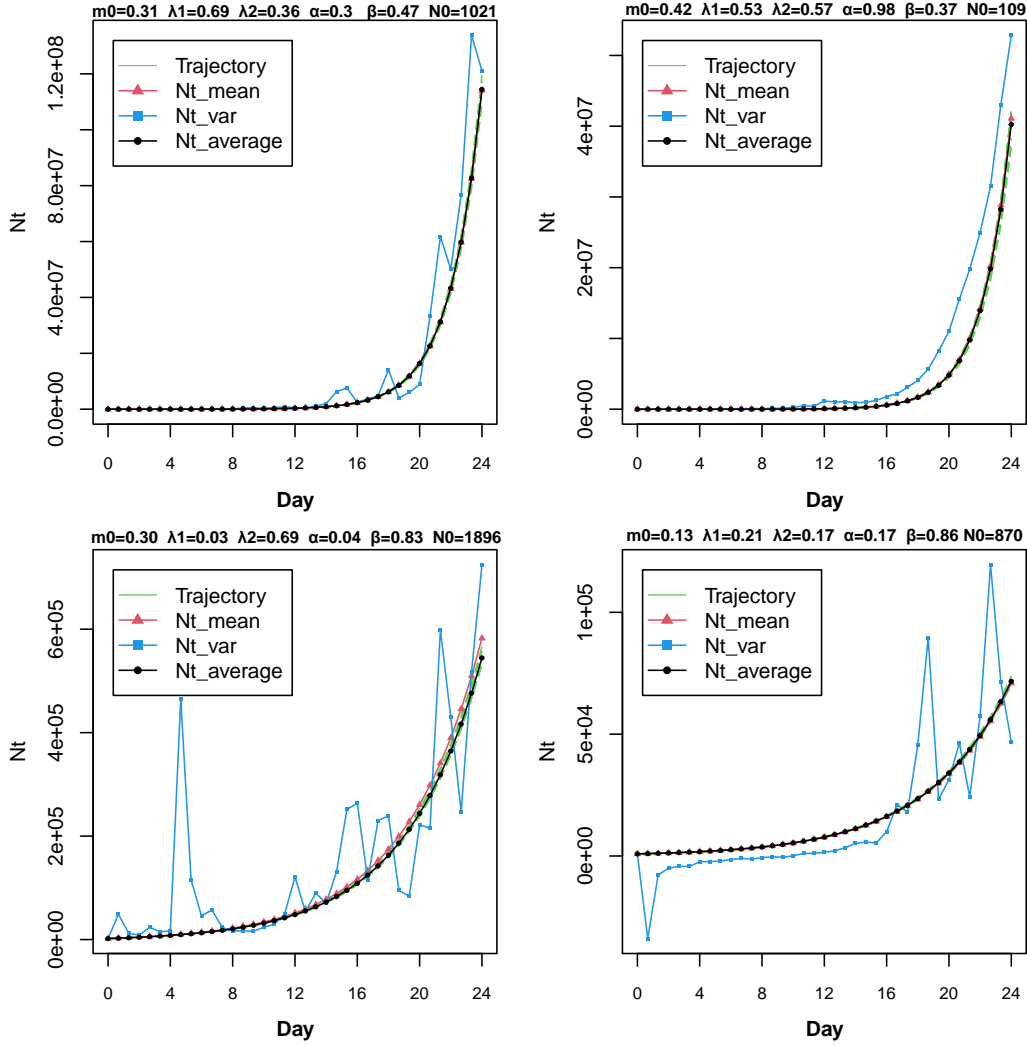 m0=0.31 λ1=0.69 λ2=0.36 α=0.3 β=0.47 N0=1021
Nt
0.0e+00 4.0e+07 8.0e+07 1.2e+08
Trajectory
Nt_mean
Nt_var
Nt_average
0 4 8 12 16 20 24
Day
m0=0.42 λ1=0.53 λ2=0.57 α=0.98 β=0.37 N0=109
Nt
0e+00 2e+07 4e+07
Trajectory
Nt_mean
Nt_var
Nt_average
0 4 8 12 16 20 24
Day
m0=0.30 λ1=0.03 λ2=0.69 α=0.04 β=0.83 N0=1896
Nt
0e+00 2e+05 4e+05 6e+05
Trajectory
Nt_mean
Nt_var
Nt_average
0 4 8 12 16 20 24
Day
m0=0.13 λ1=0.21 λ2=0.17 α=0.17 β=0.86 N0=870
Nt
0e+00 5e+04 1e+05
Trajectory
Nt_mean
Nt_var
Nt_average
0 4 8 12 16 20 24
Day